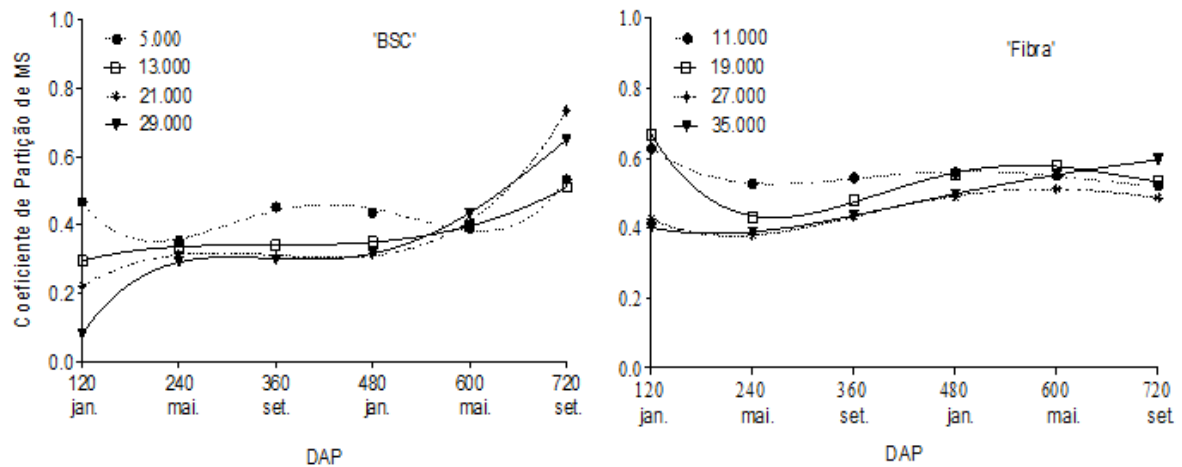 Coeficiente de Partição de MS
1.0
0.8
0.6
0.4
0.2
0.0
5.000
13.000
21.000
29.000
"BSC"
120 240 360 480 600 720
jan. mai. set. jan. mai. set.
DAP
1.0
0.8
0.6
0.4
0.2
0.0
11.000
19.000
27.000
35.000
"Fibra"
120 240 360 480 600 720
jan. mai. set. jan. mai. set.
DAP